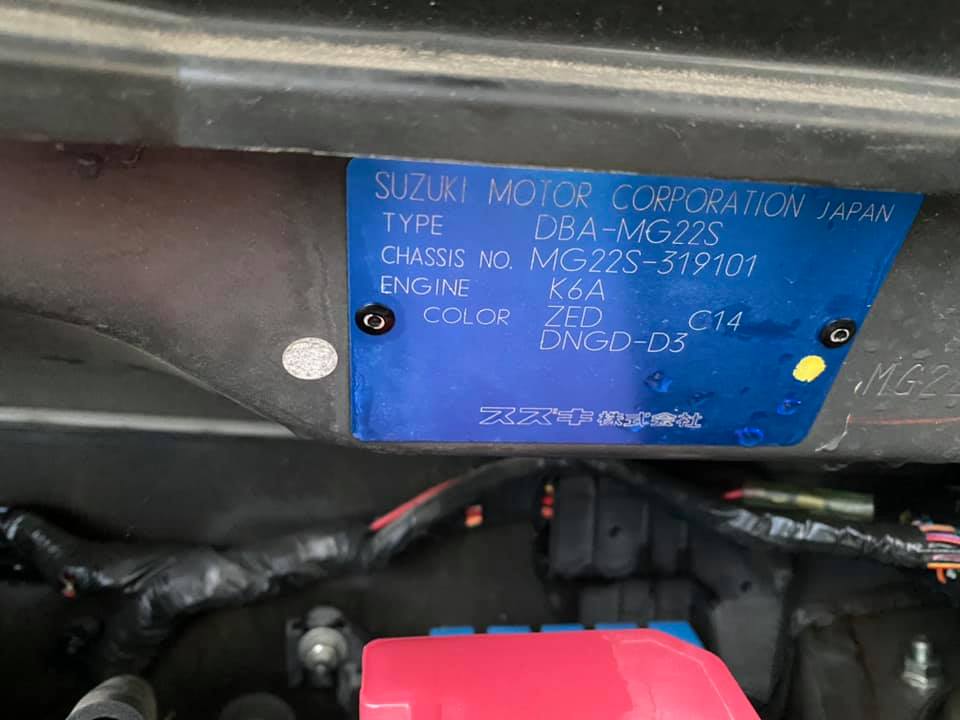 SUZUKI MOTOR CORPORATION JAPAN
TYPE DBA-MG22S
CHASSIS NO. MG22S-319101
ENGINE K6A
COLOR ZED C14
DNGD-D3
スズキ株式会社
MG22